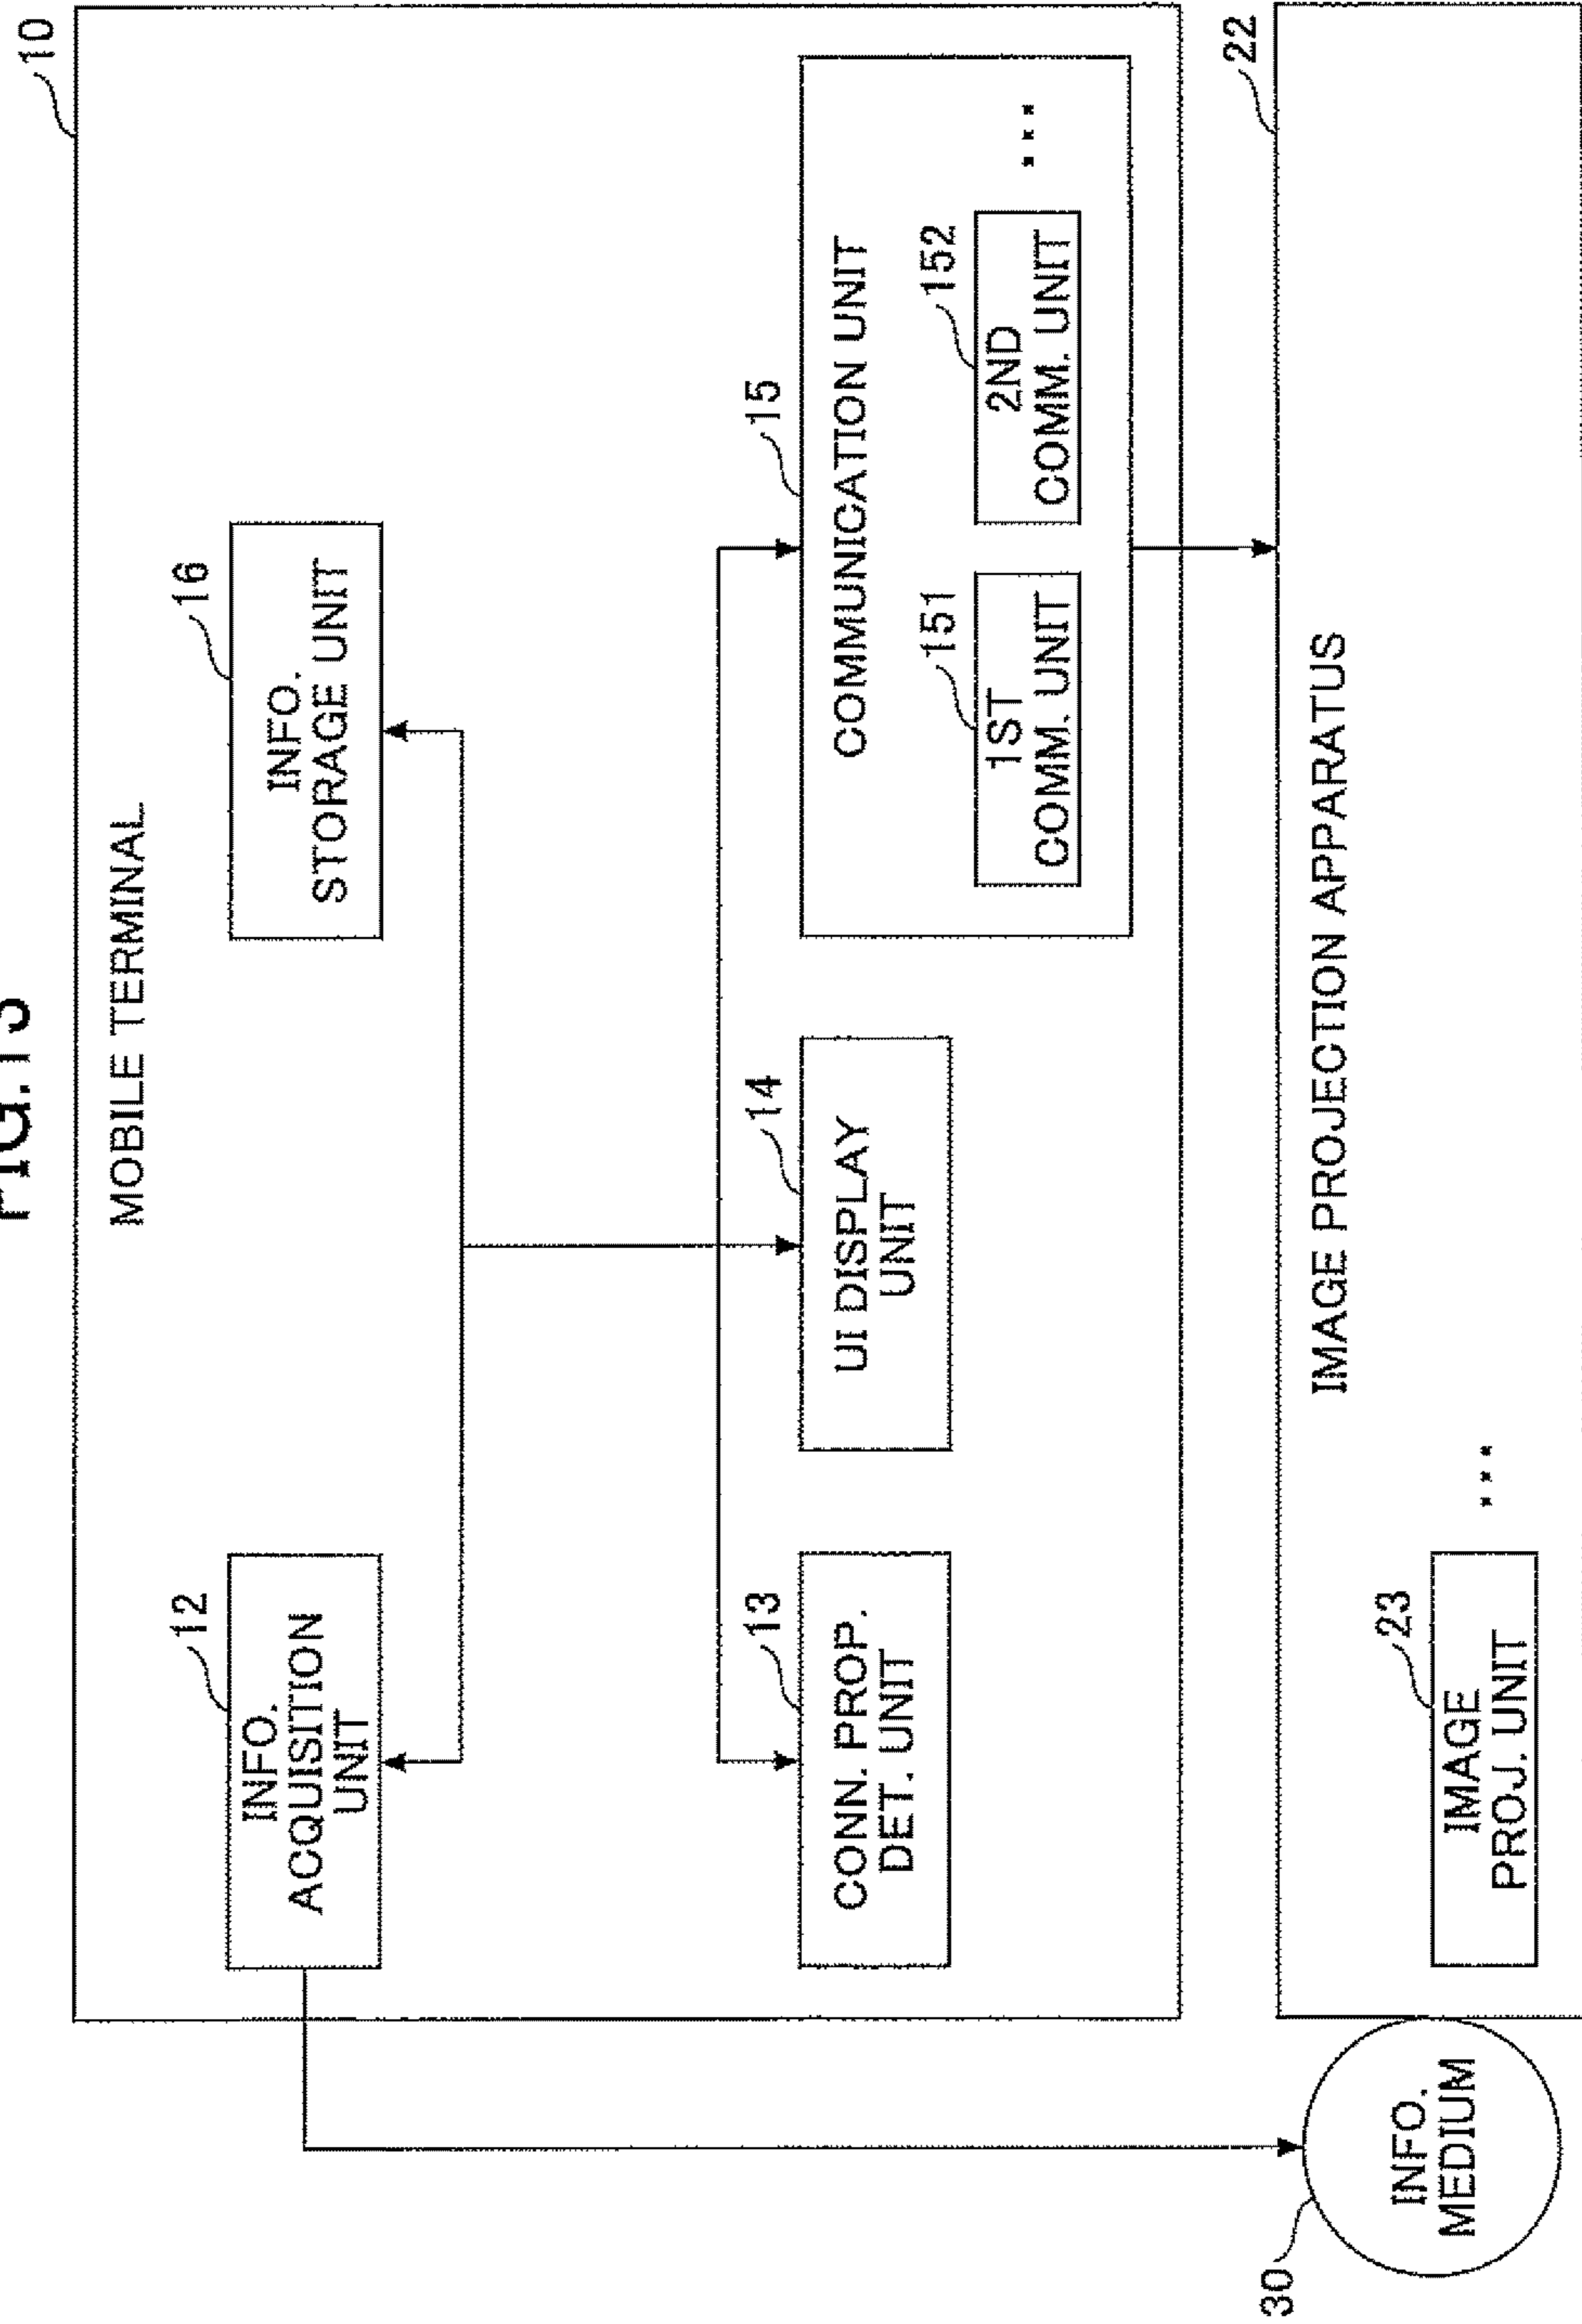 10
MOBILE TERMINAL
12
INFO.
ACQUISITION
UNIT
16
INFO.
STORAGE UNIT
13
CONN. PROP.
DET. UNIT
14
UI DISPLAY
UNIT
15
COMMUNICATION UNIT
151
1ST
COMM. UNIT
152
2ND
COMM. UNIT
...
22
IMAGE PROJECTION APPARATUS
30
INFO.
MEDIUM
23
IMAGE
PROJ. UNIT
...